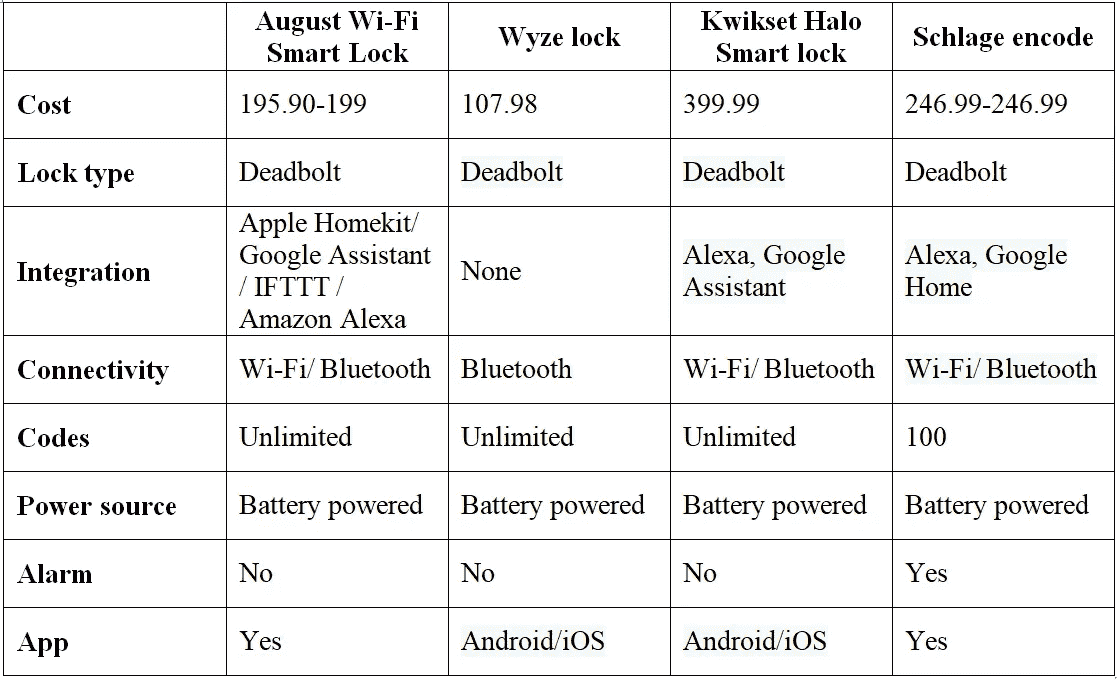 August Wi-Fi
Smart Lock
Wyze lock
Kwikset Halo
Smart lock
Schlage encode
Cost
195.90-199
107.98
399.99
246.99-246.99
Lock type
Deadbolt
Deadbolt
Deadbolt
Deadbolt
Integration
Apple Homekit/
Google Assistant
/ IFTTT /
Amazon Alexa
None
Alexa, Google
Assistant
Alexa, Google
Home
Connectivity
Wi-Fi/ Bluetooth
Bluetooth
Wi-Fi/ Bluetooth
Wi-Fi/ Bluetooth
Codes
Unlimited
Unlimited
Unlimited
100
Power source
Battery powered
Battery powered
Battery powered
Battery powered
Alarm
No
No
No
Yes
App
Yes
Android/iOS
Android/iOS
Yes